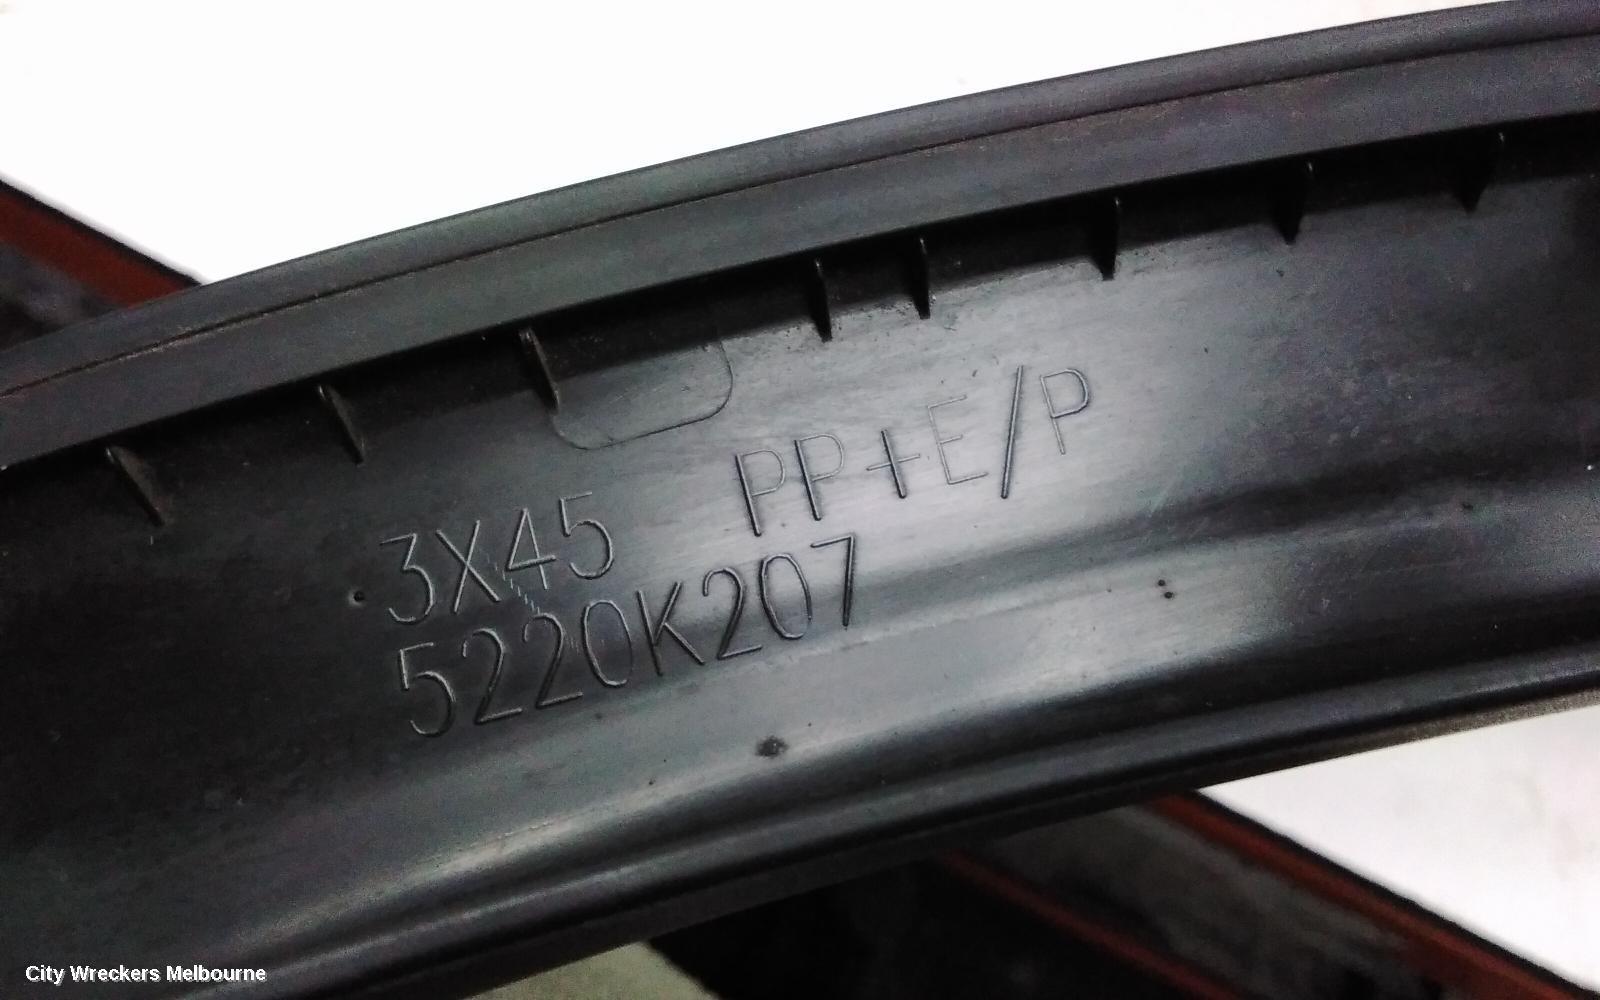 3X45 PP+E/P
5220K207
City Wreckers Melbourne